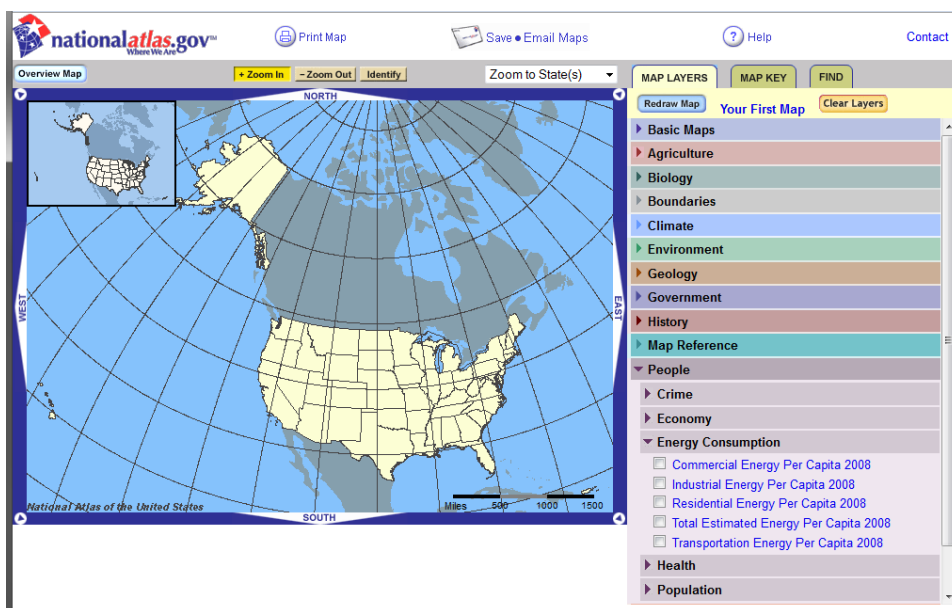 nationalatlas.gov™
Where We Are
Print Map
Save • Email Maps
? Help
Contact
Overview Map
+ Zoom In
– Zoom Out
Identify
Zoom to State(s)
MAP LAYERS
MAP KEY
FIND
Redraw Map
Your First Map
Clear Layers
NORTH
WEST
EAST
SOUTH
National Atlas of the United States
Miles 500 1000 1500
Basic Maps
Agriculture
Biology
Boundaries
Climate
Environment
Geology
Government
History
Map Reference
People
Crime
Economy
Energy Consumption
Commercial Energy Per Capita 2008
Industrial Energy Per Capita 2008
Residential Energy Per Capita 2008
Total Estimated Energy Per Capita 2008
Transportation Energy Per Capita 2008
Health
Population